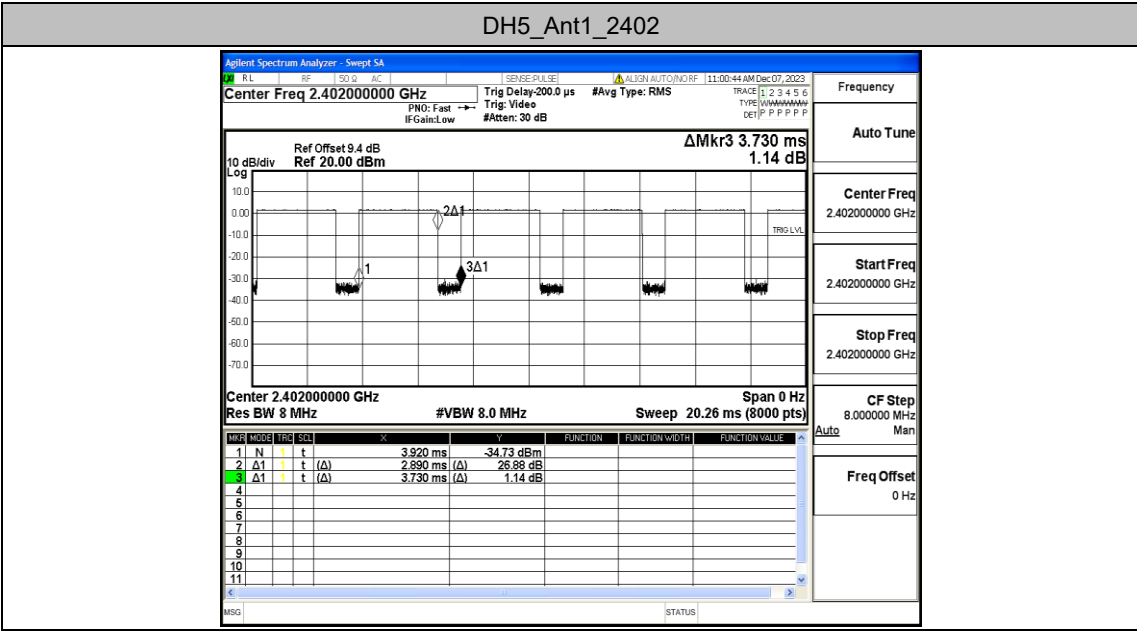 DH5_Ant1_2402
Agilent Spectrum Analyzer - Swept SA
LXI RL RF 50 Ω AC SENSE:PULSE ALIGN AUTO/NO RF 11:00:44 AM Dec 07, 2023
Center Freq 2.402000000 GHz
Trig Delay-200.0 µs #Avg Type: RMS
TRACE 1 2 3 4 5 6
PNO: Fast Trig: Video
TYPE WWWWWW
IFGain:Low #Atten: 30 dB
DET P P P P P P
ΔMkr3 3.730 ms
1.14 dB
Ref Offset 9.4 dB
10 dB/div Ref 20.00 dBm
Log
10.0
0.00
-10.0
-20.0
-30.0
-40.0
-50.0
-60.0
-70.0
2Δ1
TRIG LVL
1
3Δ1
Center 2.402000000 GHz Span 0 Hz
Res BW 8 MHz #VBW 8.0 MHz Sweep 20.26 ms (8000 pts)
MKR MODE TRC SCL X Y FUNCTION FUNCTION WIDTH FUNCTION VALUE
1 N 1 t 3.920 ms -34.73 dBm
2 Δ1 1 t (Δ) 2.890 ms (Δ) 26.88 dB
3 Δ1 1 t (Δ) 3.730 ms (Δ) 1.14 dB
4
5
6
7
8
9
10
11
MSG STATUS
Frequency
Auto Tune
Center Freq
2.402000000 GHz
Start Freq
2.402000000 GHz
Stop Freq
2.402000000 GHz
CF Step
8.000000 MHz
Auto Man
Freq Offset
0 Hz